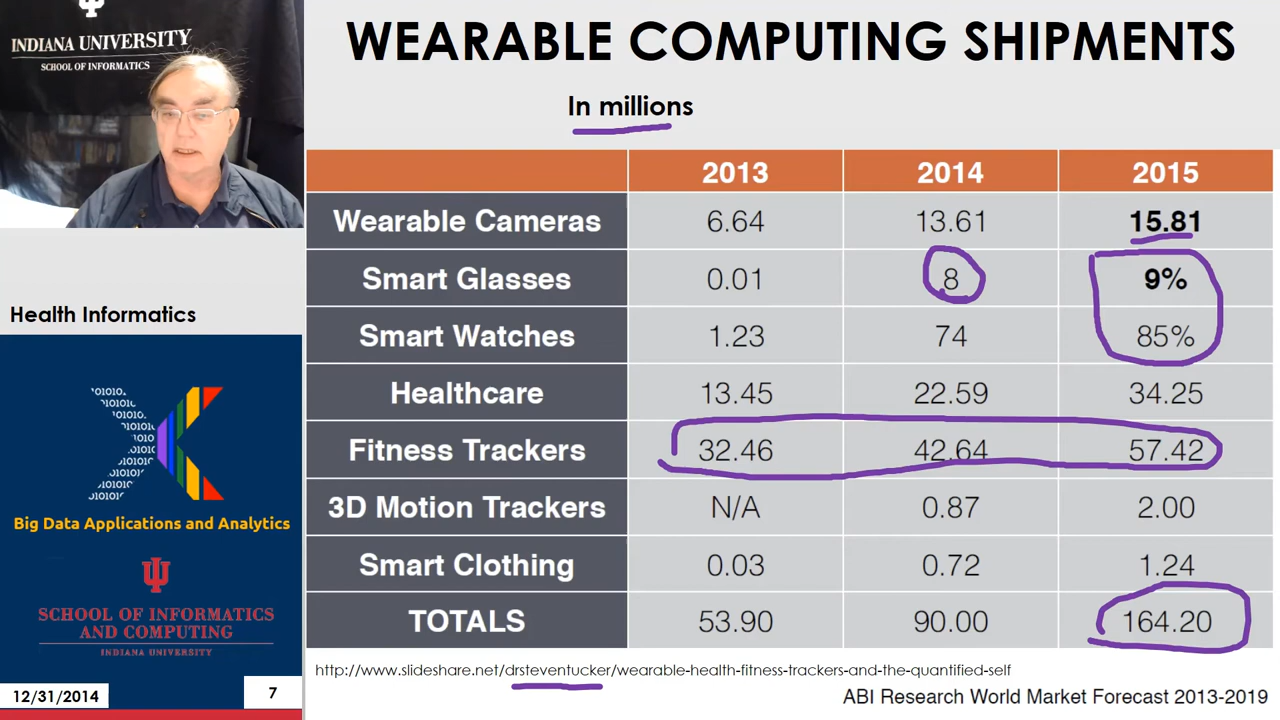 INDIANA UNIVERSITY
SCHOOL OF INFORMATICS
WEARABLE COMPUTING SHIPMENTS
In millions
2013 2014 2015
Wearable Cameras 6.64 13.61 15.81
Smart Glasses 0.01 8 9%
Smart Watches 1.23 74 85%
Healthcare 13.45 22.59 34.25
Fitness Trackers 32.46 42.64 57.42
3D Motion Trackers N/A 0.87 2.00
Smart Clothing 0.03 0.72 1.24
TOTALS 53.90 90.00 164.20
http://www.slideshare.net/drsteventucker/wearable-health-fitness-trackers-and-the-quantified-self
ABI Research World Market Forecast 2013-2019
Health Informatics
Big Data Applications and Analytics
SCHOOL OF INFORMATICS
AND COMPUTING
INDIANA UNIVERSITY
12/31/2014 7